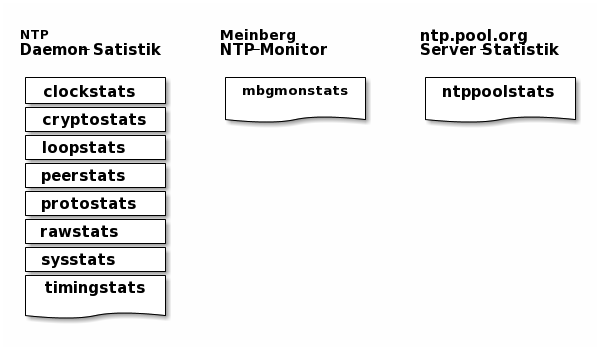 NTP
Daemon-Satistik
clockstats
cryptostats
loopstats
peerstats
protostats
rawstats
sysstats
timingstats
Meinberg
NTP-Monitor
mbgmonstats
ntp.pool.org
Server-Statistik
ntppoolstats